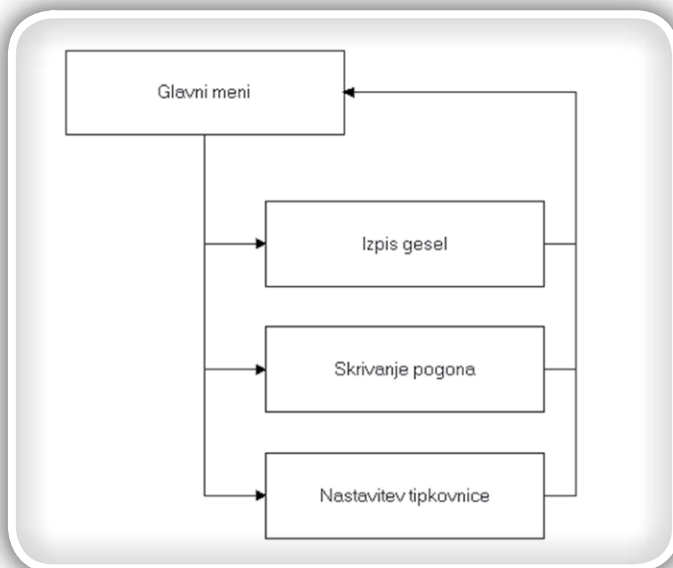 Glavni meni
Izpis gesel
Skrivanje pogona
Nastavitev tipkovnice